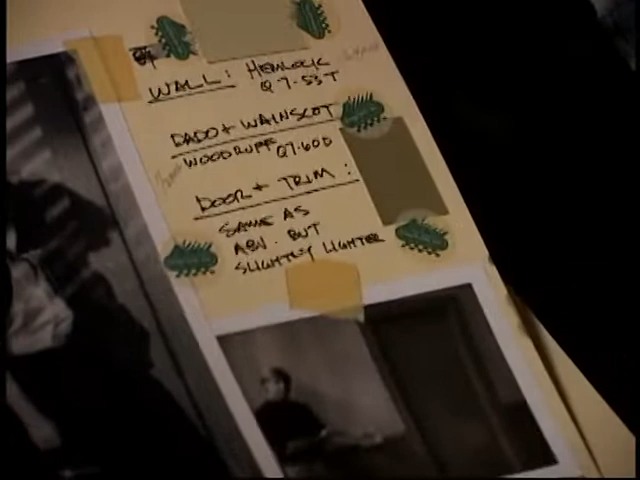 WALL: HEMLOCK
Q7-53T
DADO + WAINSCOT
WOODRUFF Q7-60D
DOOR + TRIM:
SAME AS
ABV. BUT
SLIGHTLY LIGHTER